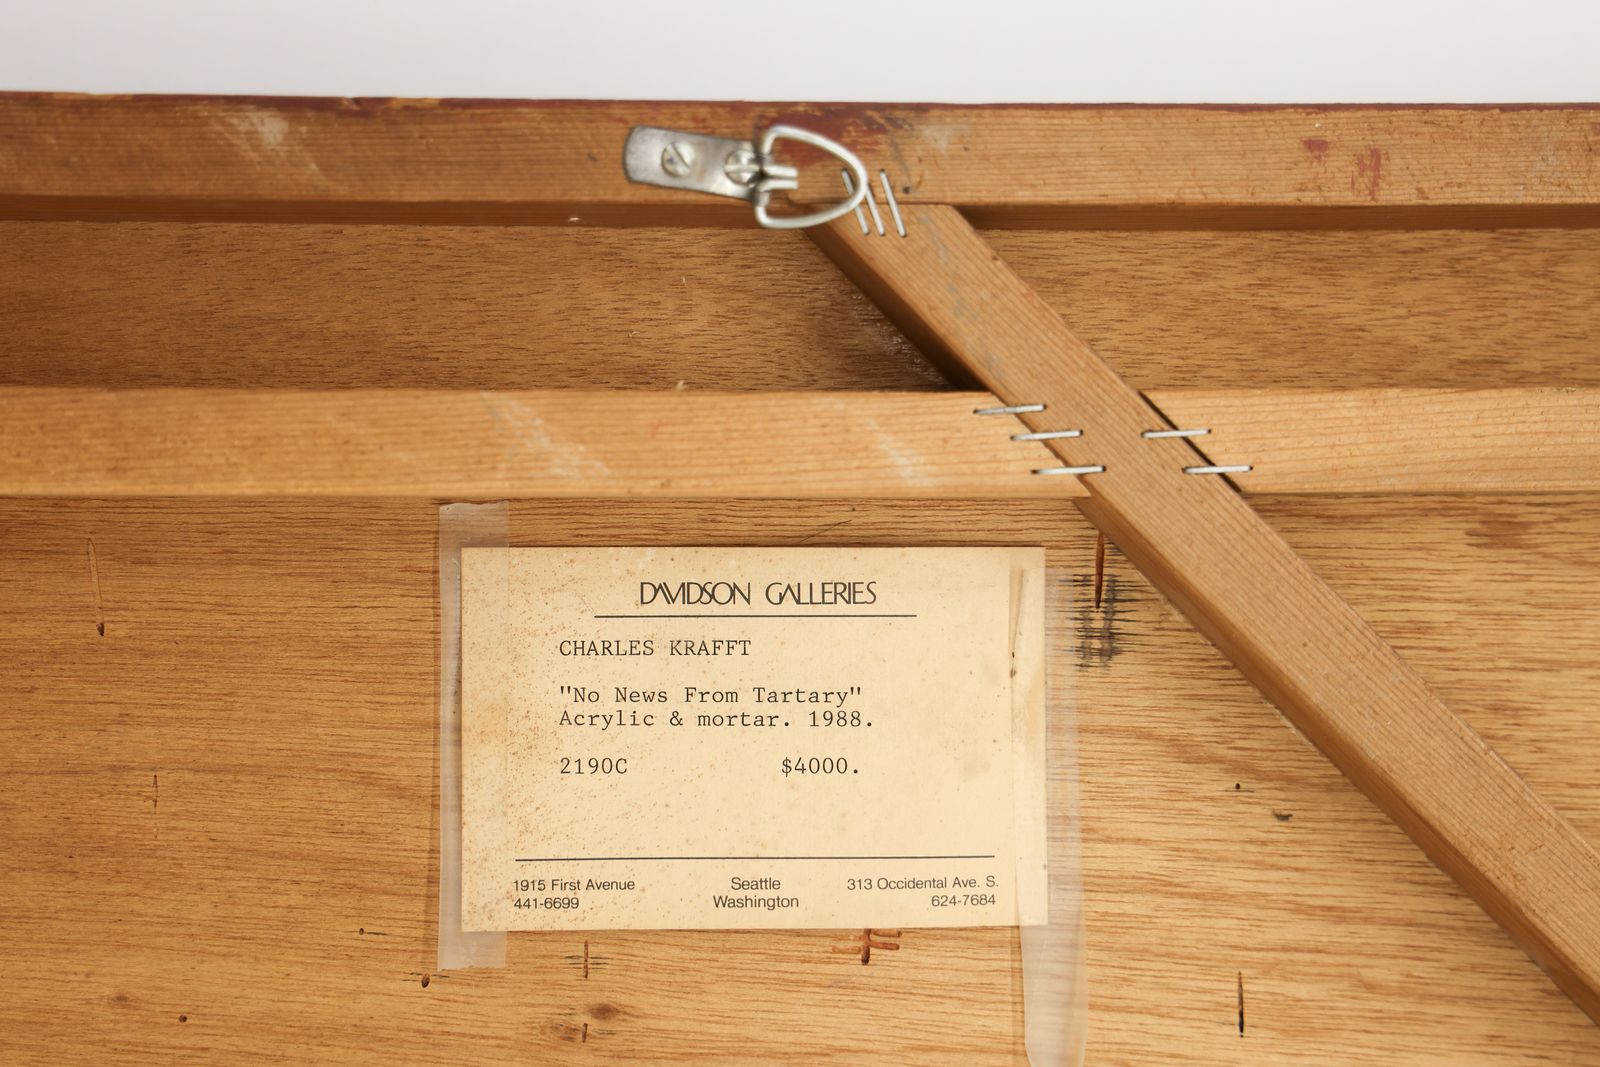 DAVIDSON GALLERIES
CHARLES KRAFFT
"No News From Tartary"
Acrylic & mortar. 1988.
2190C $4000.
1915 First Avenue Seattle 313 Occidental Ave. S.
441-6699 Washington 624-7684